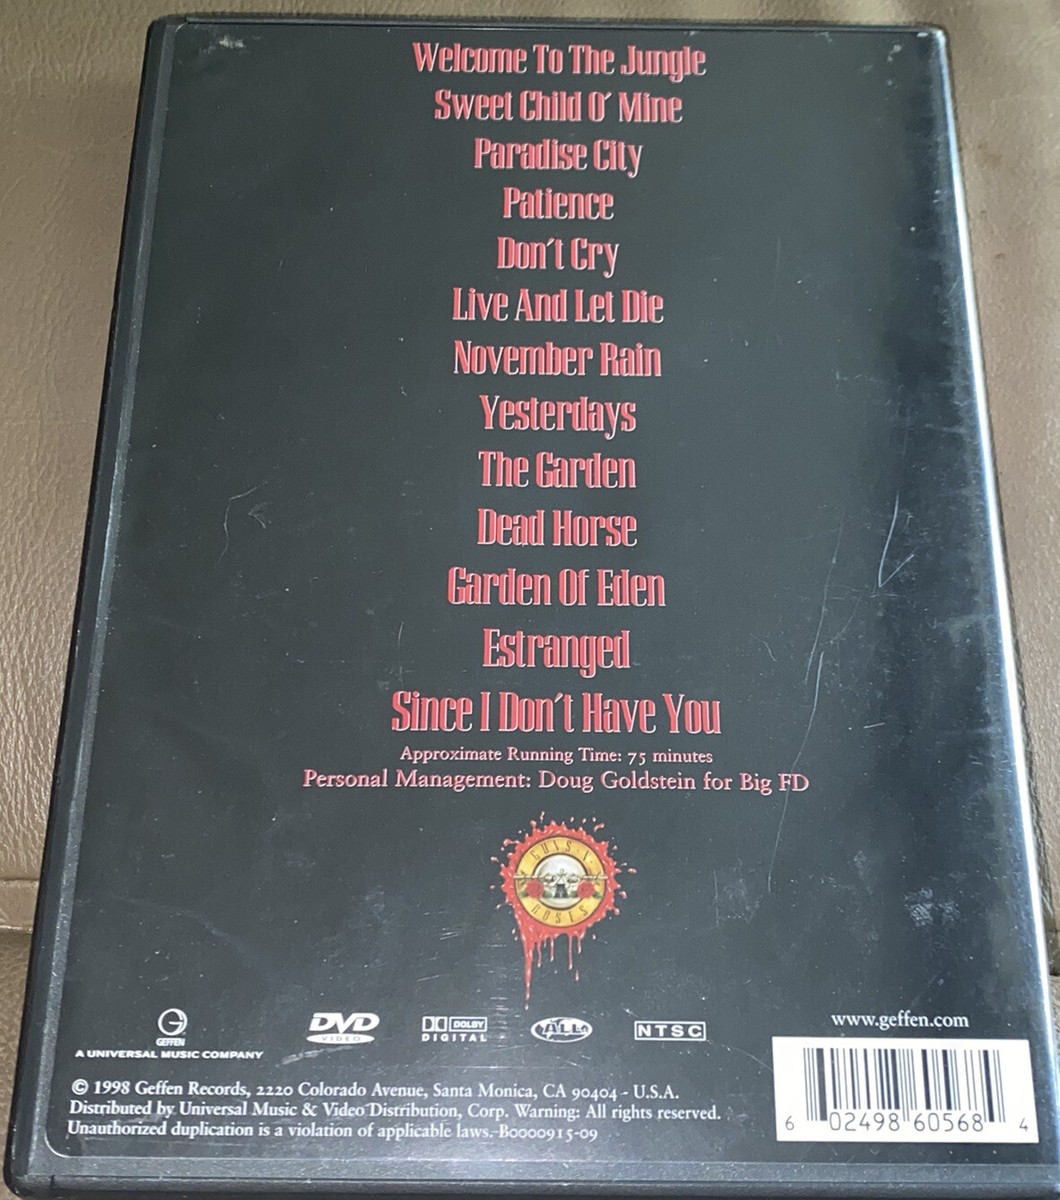 Welcome To The Jungle
Sweet Child O' Mine
Paradise City
Patience
Don't Cry
Live And Let Die
November Rain
Yesterdays
The Garden
Dead Horse
Garden Of Eden
Estranged
Since I Don't Have You
Approximate Running Time: 75 minutes
Personal Management: Doug Goldstein for Big FD
GUNS N'
ROSES
GEFFEN
A UNIVERSAL MUSIC COMPANY
DVD
VIDEO
DOLBY
DIGITAL
ALL
NTSC
www.geffen.com
© 1998 Geffen Records, 2220 Colorado Avenue, Santa Monica, CA 90404 - U.S.A.
Distributed by Universal Music & Video Distribution, Corp. Warning: All rights reserved.
Unauthorized duplication is a violation of applicable laws. B0000915-09
6 02498 60568 4